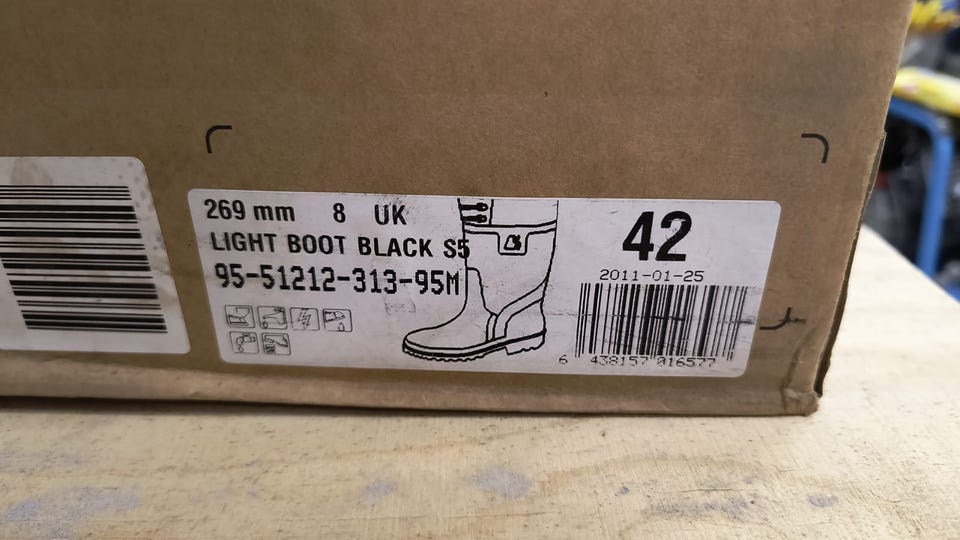 269 mm 8 UK
LIGHT BOOT BLACK S5
95-51212-313-95M
42
2011-01-25
6 438157 016577